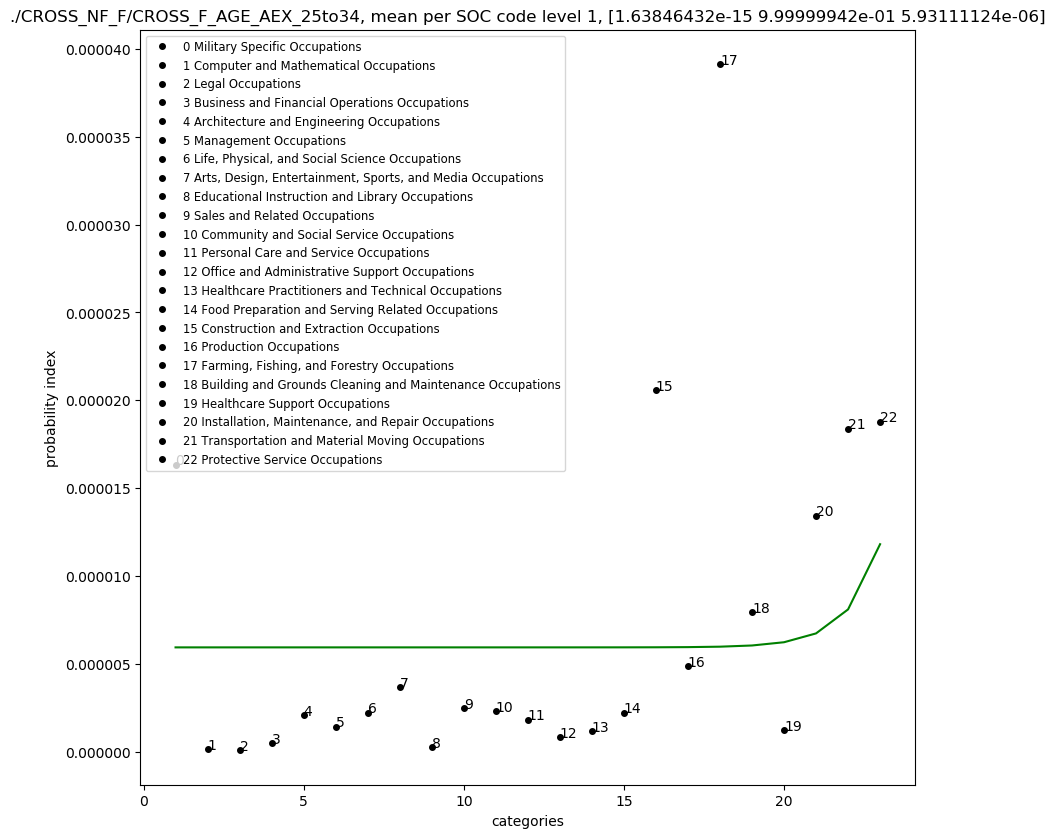 ./CROSS_NF_F/CROSS_F_AGE_AEX_25to34, mean per SOC code level 1, [1.63846432e-15 9.99999942e-01 5.93111124e-06]
0 Military Specific Occupations
1 Computer and Mathematical Occupations
2 Legal Occupations
3 Business and Financial Operations Occupations
4 Architecture and Engineering Occupations
5 Management Occupations
6 Life, Physical, and Social Science Occupations
7 Arts, Design, Entertainment, Sports, and Media Occupations
8 Educational Instruction and Library Occupations
9 Sales and Related Occupations
10 Community and Social Service Occupations
11 Personal Care and Service Occupations
12 Office and Administrative Support Occupations
13 Healthcare Practitioners and Technical Occupations
14 Food Preparation and Serving Related Occupations
15 Construction and Extraction Occupations
16 Production Occupations
17 Farming, Fishing, and Forestry Occupations
18 Building and Grounds Cleaning and Maintenance Occupations
19 Healthcare Support Occupations
20 Installation, Maintenance, and Repair Occupations
21 Transportation and Material Moving Occupations
22 Protective Service Occupations
0.000040
0.000035
0.000030
0.000025
0.000020
0.000015
0.000010
0.000005
0.000000
probability index
0
1
2
3
4
5
6
7
8
9
10
11
12
13
14
15
16
17
18
19
20
21
22
0
5
10
15
20
categories